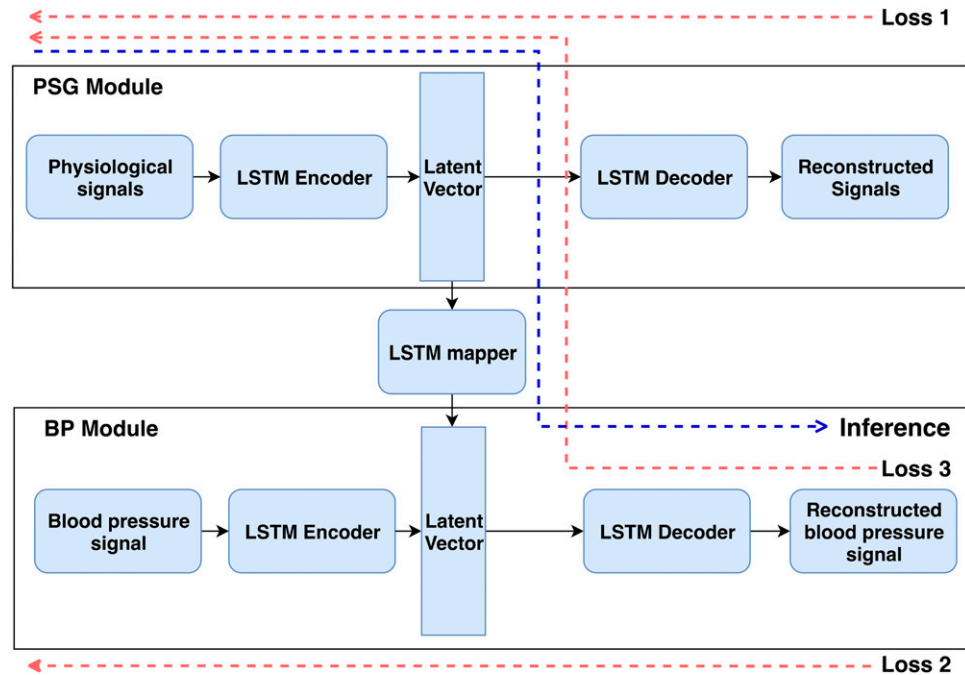 Loss 1
PSG Module
Physiological
signals
LSTM Encoder
Latent
Vector
LSTM Decoder
Reconstructed
Signals
LSTM mapper
BP Module
Inference
Loss 3
Blood pressure
signal
LSTM Encoder
Latent
Vector
LSTM Decoder
Reconstructed
blood pressure
signal
Loss 2